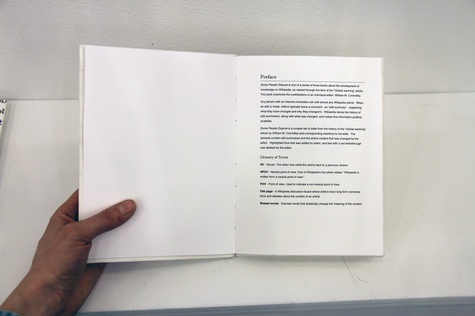 Preface
Some People Dispute is one of a series of three books about the development of
knowledge on Wikipedia, as viewed through the lens of the "Global warming" article.
This book examines the contributions of an individual editor: William M. Connolley.
Any person with an internet connection can edit almost any Wikipedia article. When
an edit is made, editors typically leave a comment - an "edit summary" - explaining
what they have changed and why they changed it. Wikipedia stores the history of
edit summaries, along with what was changed, and makes this information publicly
available.
Some People Dispute is a curated set of edits from the history of the "Global warming"
article by William M. Connolley and corresponding reactions to the edits. The
spreads contain edit summaries and the article content that was changed by the
editor. Highlighted blue text was added by editor, and text with a red strikethrough
was deleted by the editor.
Glossary of Terms
RV - Revert. The editor has rolled the article back to a previous version.
NPOV - Neutral point of view. One of Wikipedia's five pillars states: "Wikipedia is
written from a neutral point of view."
POV - Point of view. Used to indicate a non-neutral point of view.
Talk page - A Wikipedia discussion board where editors have long form conversa-
tions and debates about the content of an article.
Weasel words - Discrete words that drastically change the meaning of the content